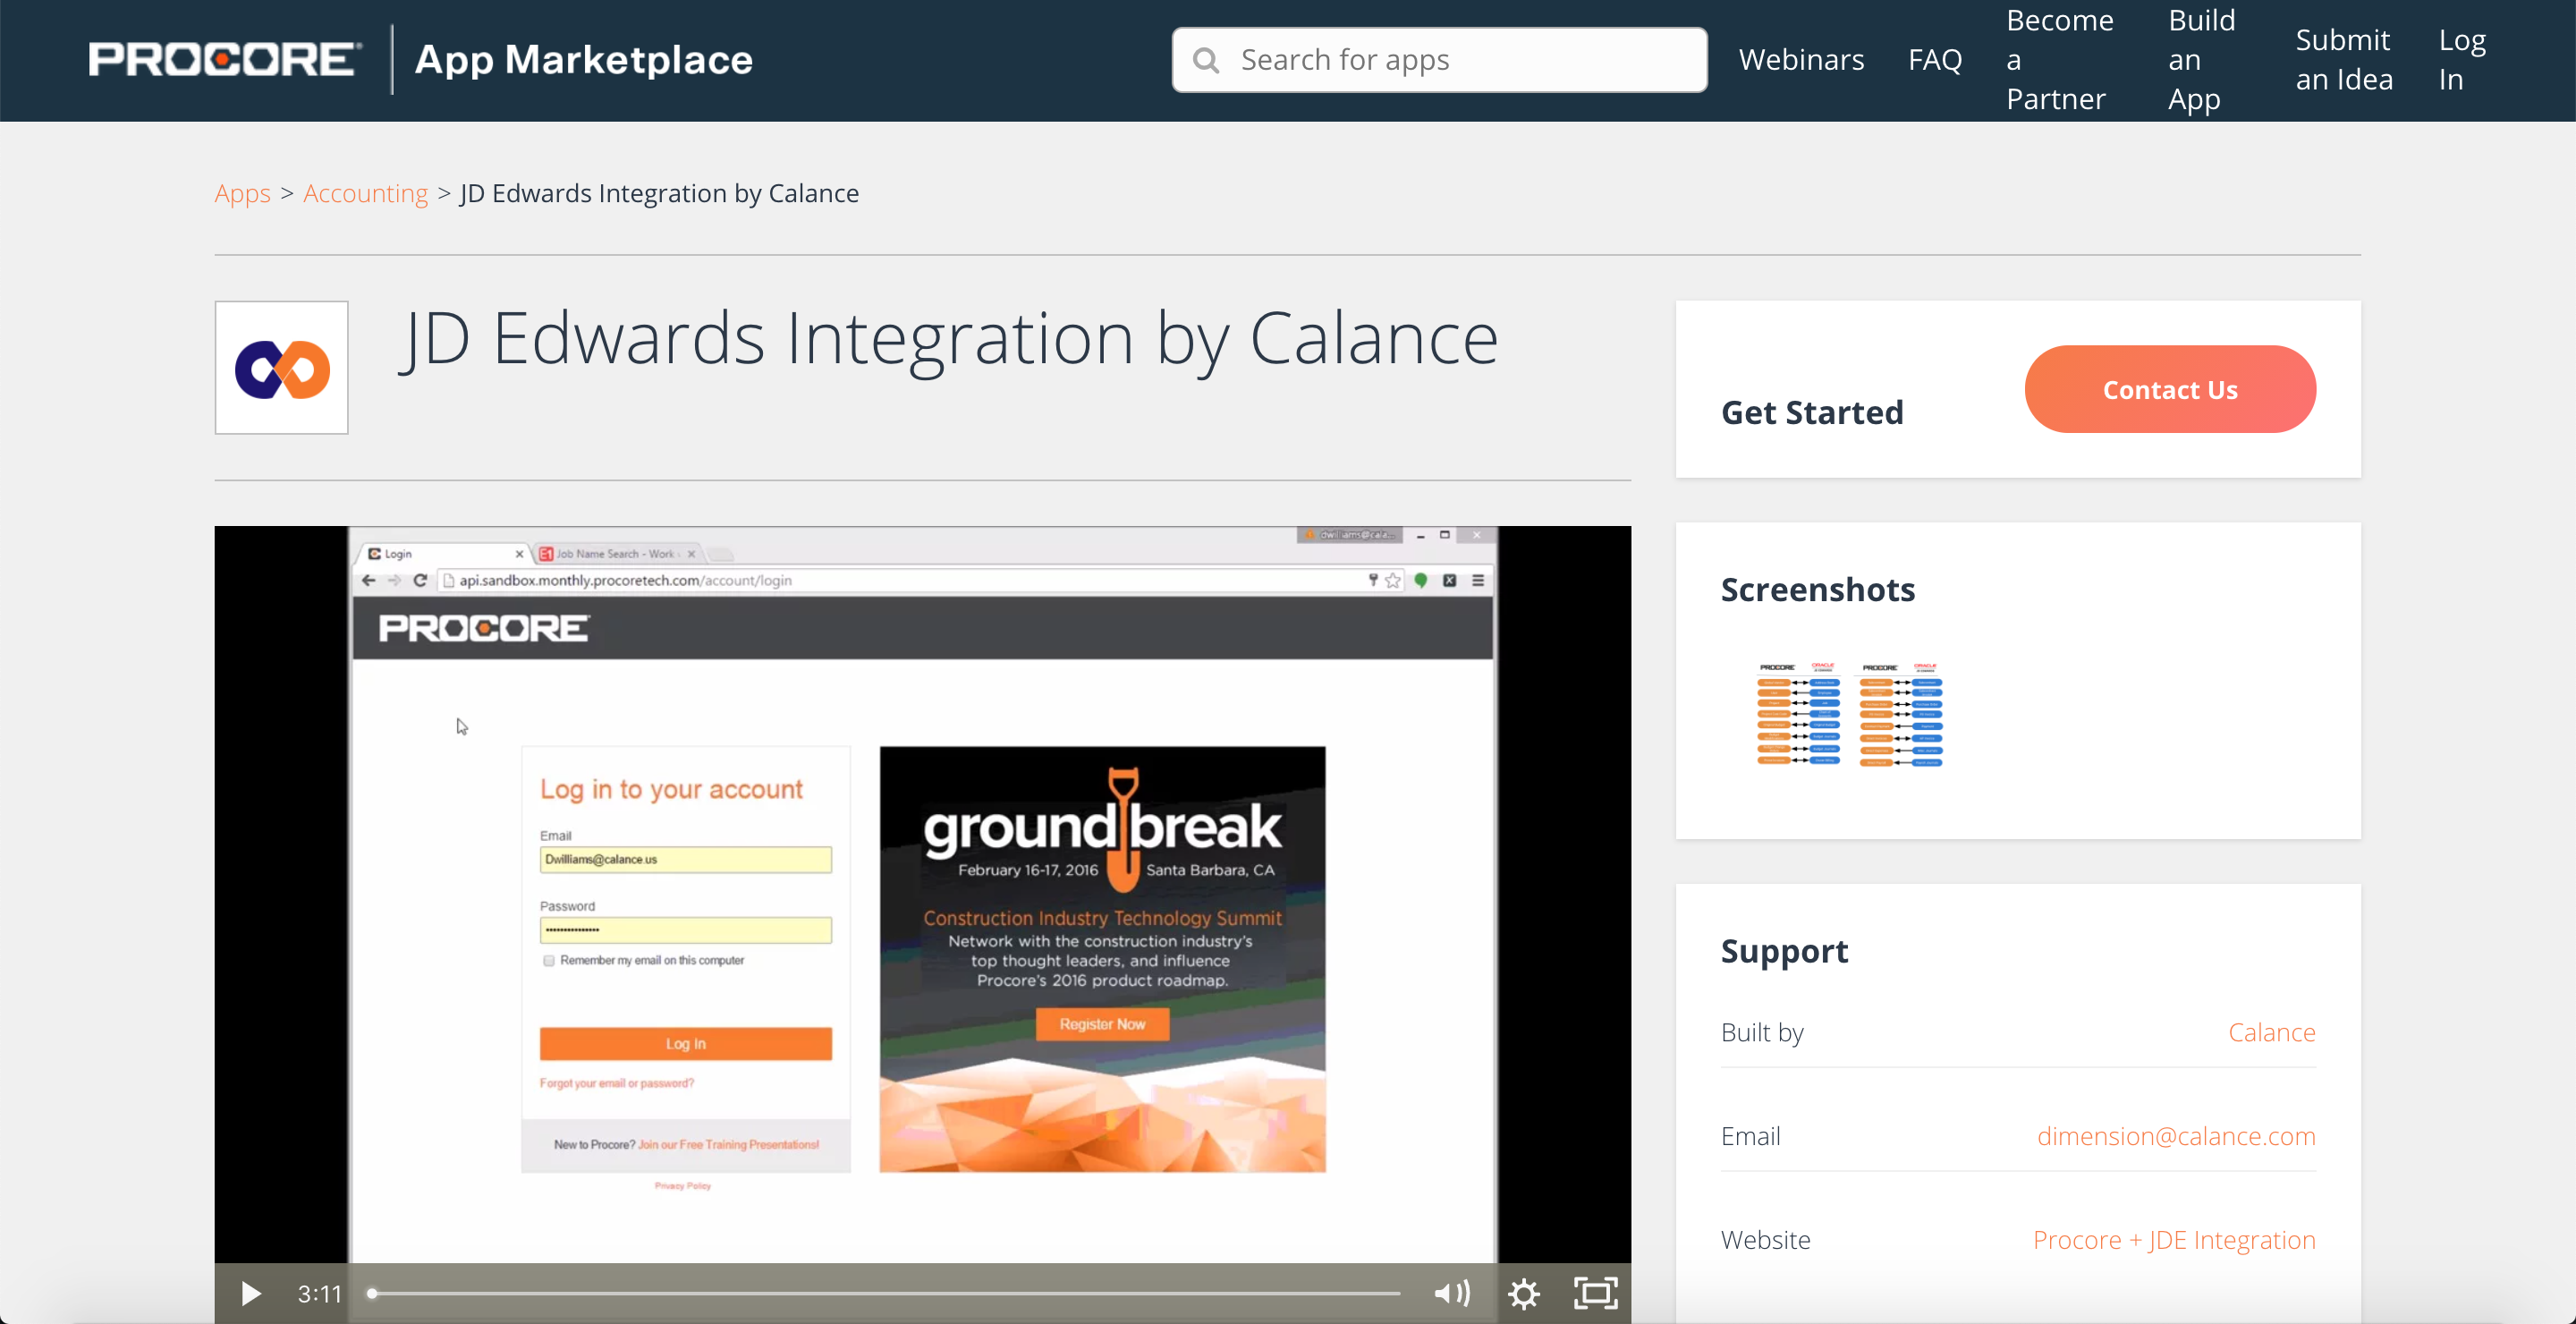 PROCORE
App Marketplace
Search for apps
Webinars
FAQ
Become
a
Partner
Build
an
App
Submit
an Idea
Log
In
Apps > Accounting > JD Edwards Integration by Calance
JD Edwards Integration by Calance
Get Started
Contact Us
Login
Job Name Search - Work
api.sandbox.monthly.procoretech.com/account/login
PROCORE
Log in to your account
Email
Dwilliams@calance.us
Password
Remember my email on this computer
Log In
Forgot your email or password?
New to Procore? Join our Free Training Presentations!
Privacy Policy
groundbreak
February 16-17, 2016 Santa Barbara, CA
Construction Industry Technology Summit
Network with the construction industry's
top thought leaders, and influence
Procore's 2016 product roadmap.
Register Now
3:11
Screenshots
PROCORE ORACLE
PROCORE ORACLE
Support
Built by Calance
Email dimension@calance.com
Website Procore + JDE Integration